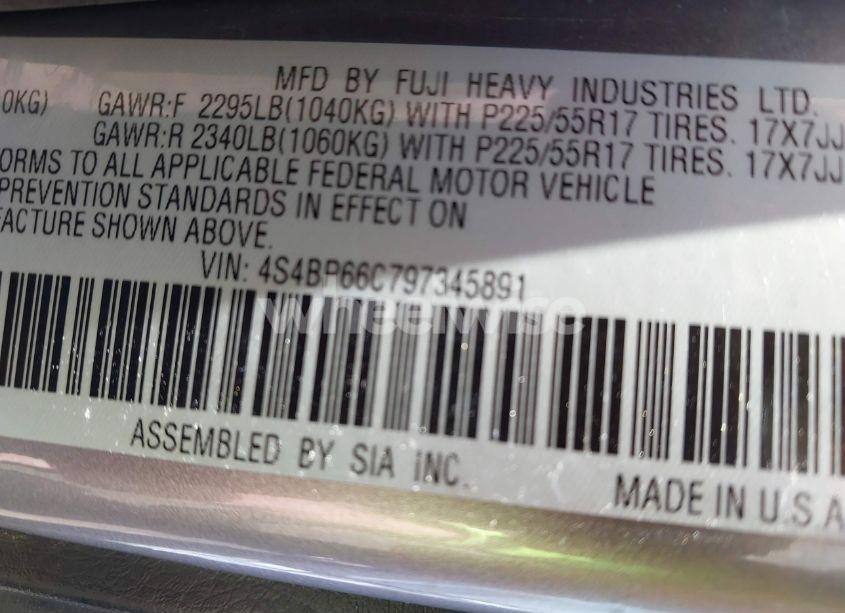 MFD BY FUJI HEAVY INDUSTRIES LTD.
0KG) GAWR:F 2295LB(1040KG) WITH P225/55R17 TIRES. 17X7JJ
GAWR:R 2340LB(1060KG) WITH P225/55R17 TIRES. 17X7JJ
ORMS TO ALL APPLICABLE FEDERAL MOTOR VEHICLE
PREVENTION STANDARDS IN EFFECT ON
FACTURE SHOWN ABOVE.
VIN: 4S4BP66C797345891
wheelwise
ASSEMBLED BY SIA iNC.
MADE IN U S A